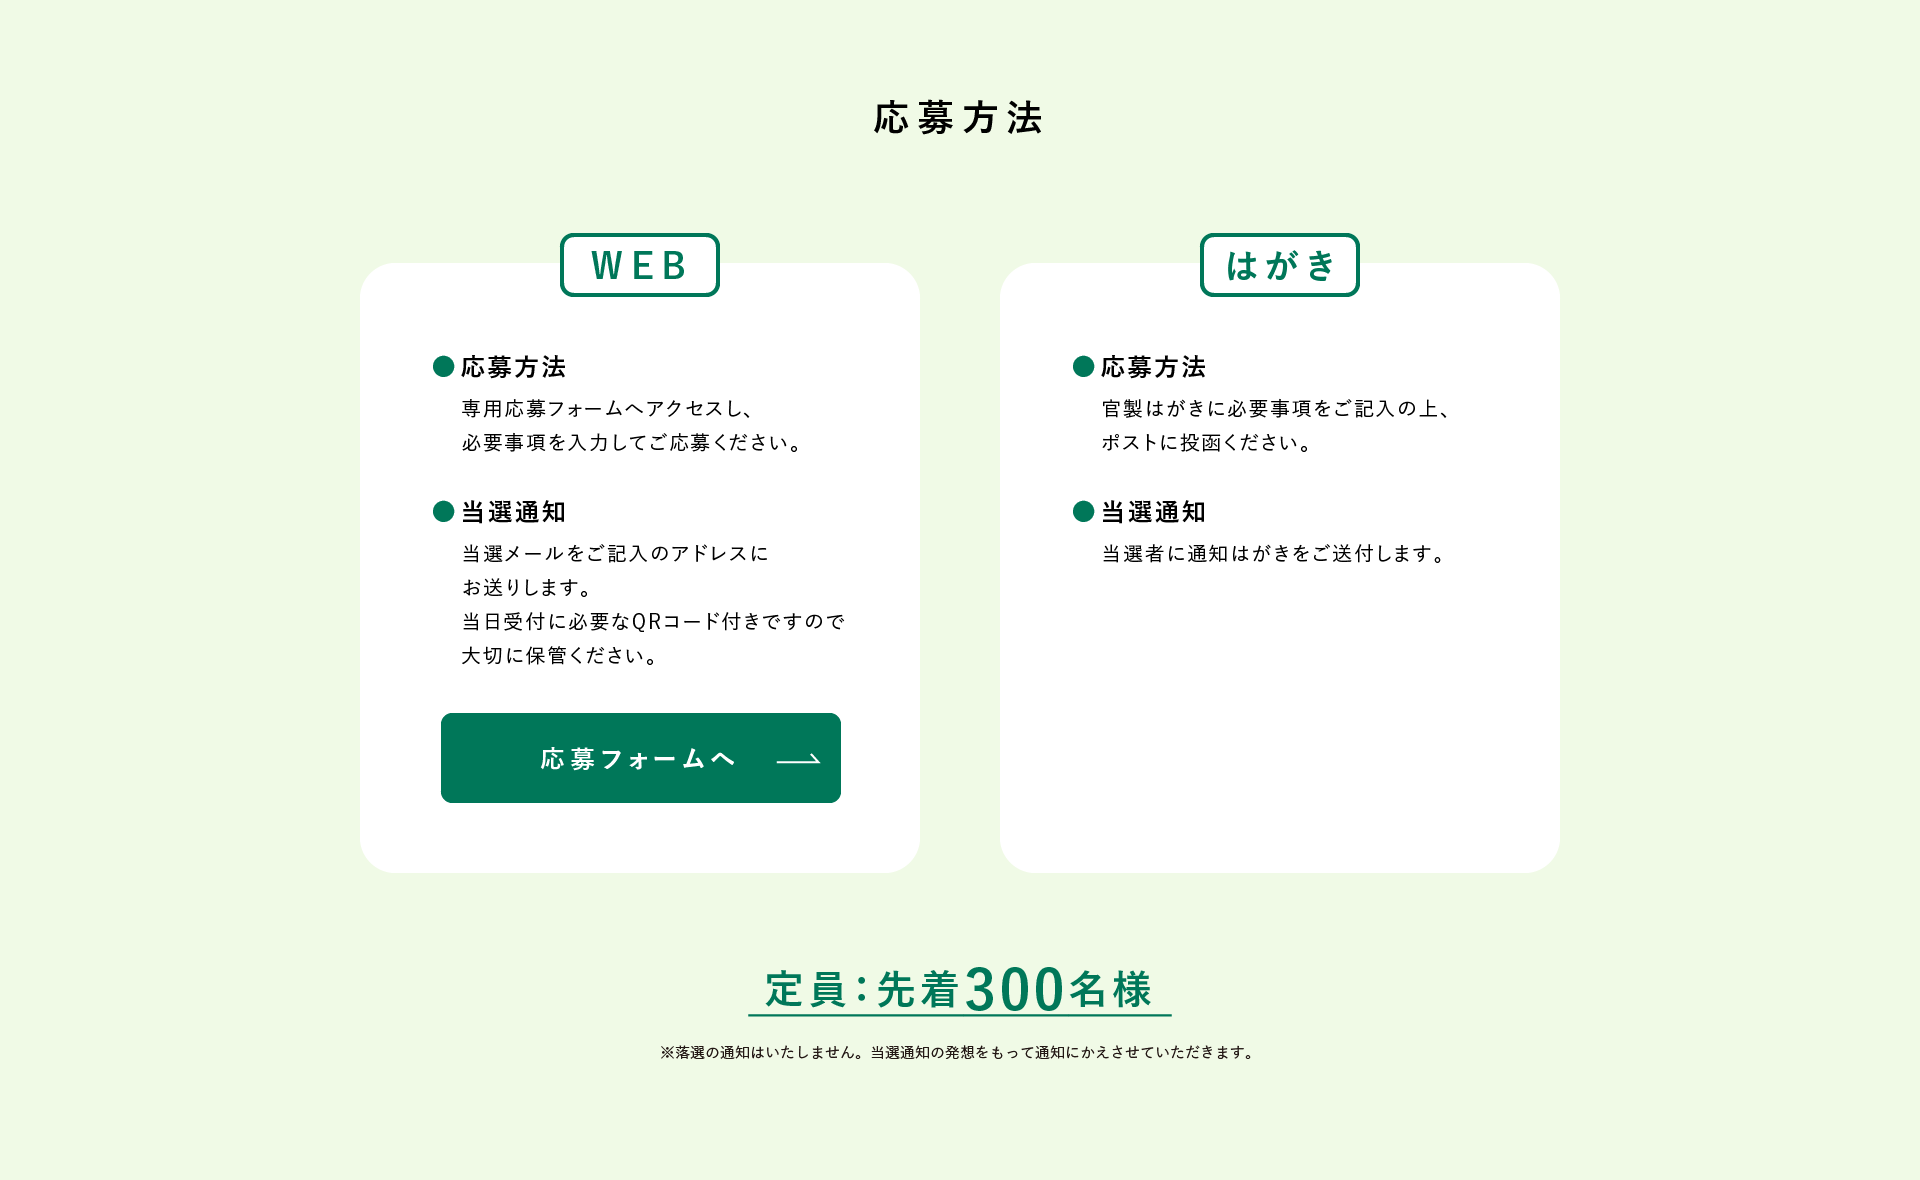 応募方法
WEB
●応募方法
専用応募フォームへアクセスし、
必要事項を入力してご応募ください。
●当選通知
当選メールをご記入のアドレスに
お送りします。
当日受付に必要なQRコード付きですので
大切に保管ください。
応募フォームへ
はがき
●応募方法
官製はがきに必要事項をご記入の上、
ポストに投函ください。
●当選通知
当選者に通知はがきをご送付します。
定員：先着300名様
※落選の通知はいたしません。当選通知の発想をもって通知にかえさせていただきます。